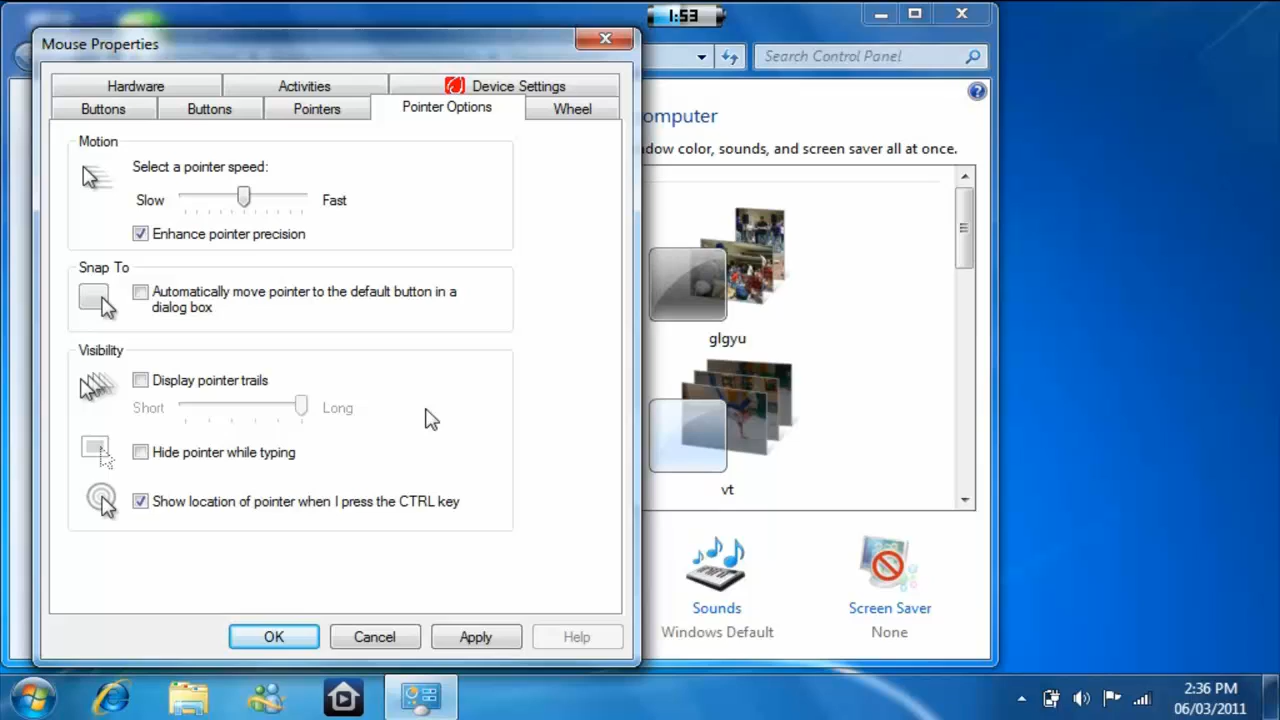 1:53
Mouse Properties
Search Control Panel
Hardware
Activities
Device Settings
Buttons
Buttons
Pointers
Pointer Options
Wheel
omputer
dow color, sounds, and screen saver all at once.
Motion
Select a pointer speed:
Slow
Fast
Enhance pointer precision
Snap To
Automatically move pointer to the default button in a
dialog box
Visibility
Display pointer trails
Short
Long
Hide pointer while typing
Show location of pointer when I press the CTRL key
OK
Cancel
Apply
Help
glgyu
vt
Sounds
Windows Default
Screen Saver
None
2:36 PM
06/03/2011